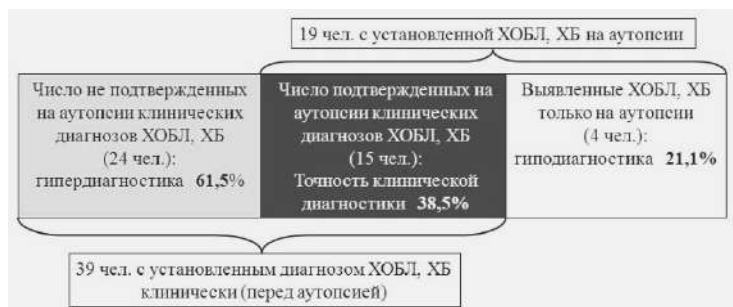 19 чел. с установленной ХОБЛ, ХБ на аутопсии
Число не подтвержденных
на аутопсии клинических
диагнозов ХОБЛ, ХБ
(24 чел.):
гипердиагностика 61,5%
Число подтвержденных на
аутопсии клинических
диагнозов ХОБЛ, ХБ
(15 чел.):
Точность клинической
диагностики 38,5%
Выявленные ХОБЛ, ХБ
только на аутопсии
(4 чел.):
гиподиагностика 21,1%
39 чел. с установленным диагнозом ХОБЛ, ХБ
клинически (перед аутопсией)